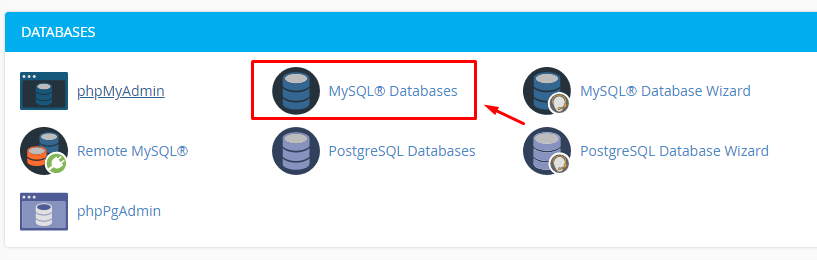 DATABASES
phpMyAdmin
MySQL® Databases
MySQL® Database Wizard
Remote MySQL®
PostgreSQL Databases
PostgreSQL Database Wizard
phpPgAdmin